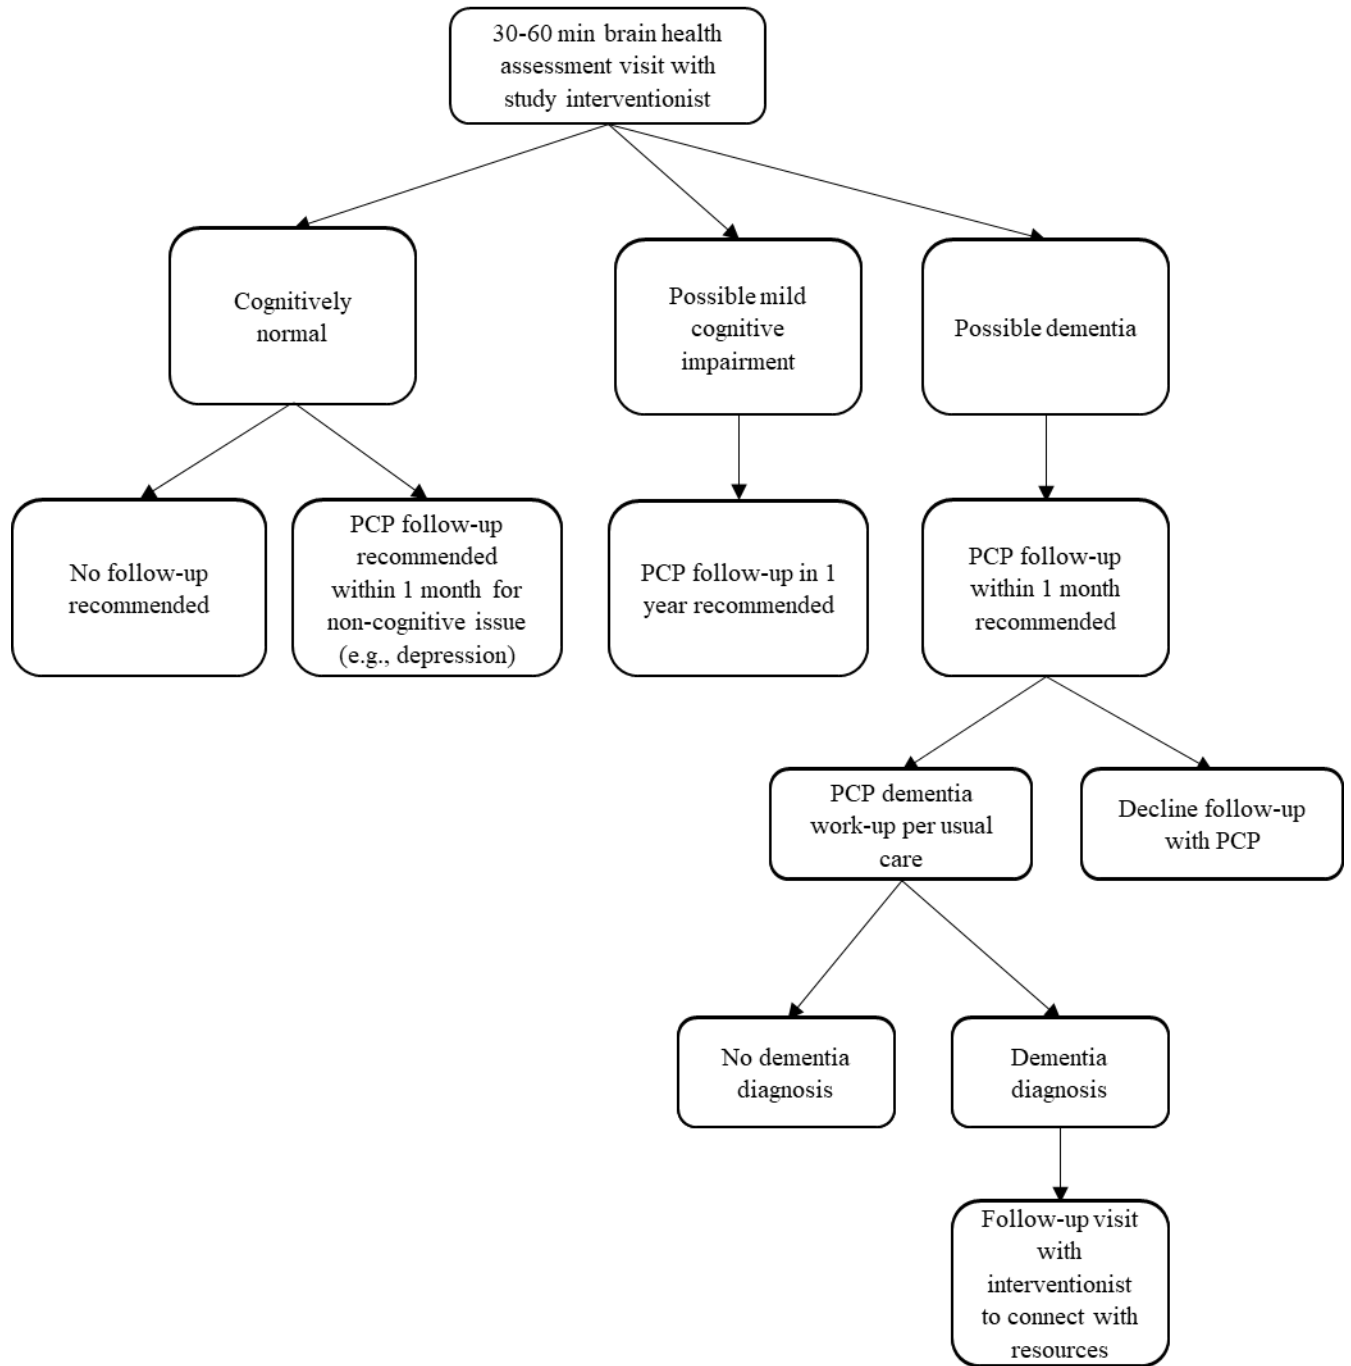 30-60 min brain health
assessment visit with
study interventionist
Cognitively
normal
Possible mild
cognitive
impairment
Possible dementia
No follow-up
recommended
PCP follow-up
recommended
within 1 month for
non-cognitive issue
(e.g., depression)
PCP follow-up in 1
year recommended
PCP follow-up
within 1 month
recommended
PCP dementia
work-up per usual
care
Decline follow-up
with PCP
No dementia
diagnosis
Dementia
diagnosis
Follow-up visit
with
interventionist
to connect with
resources